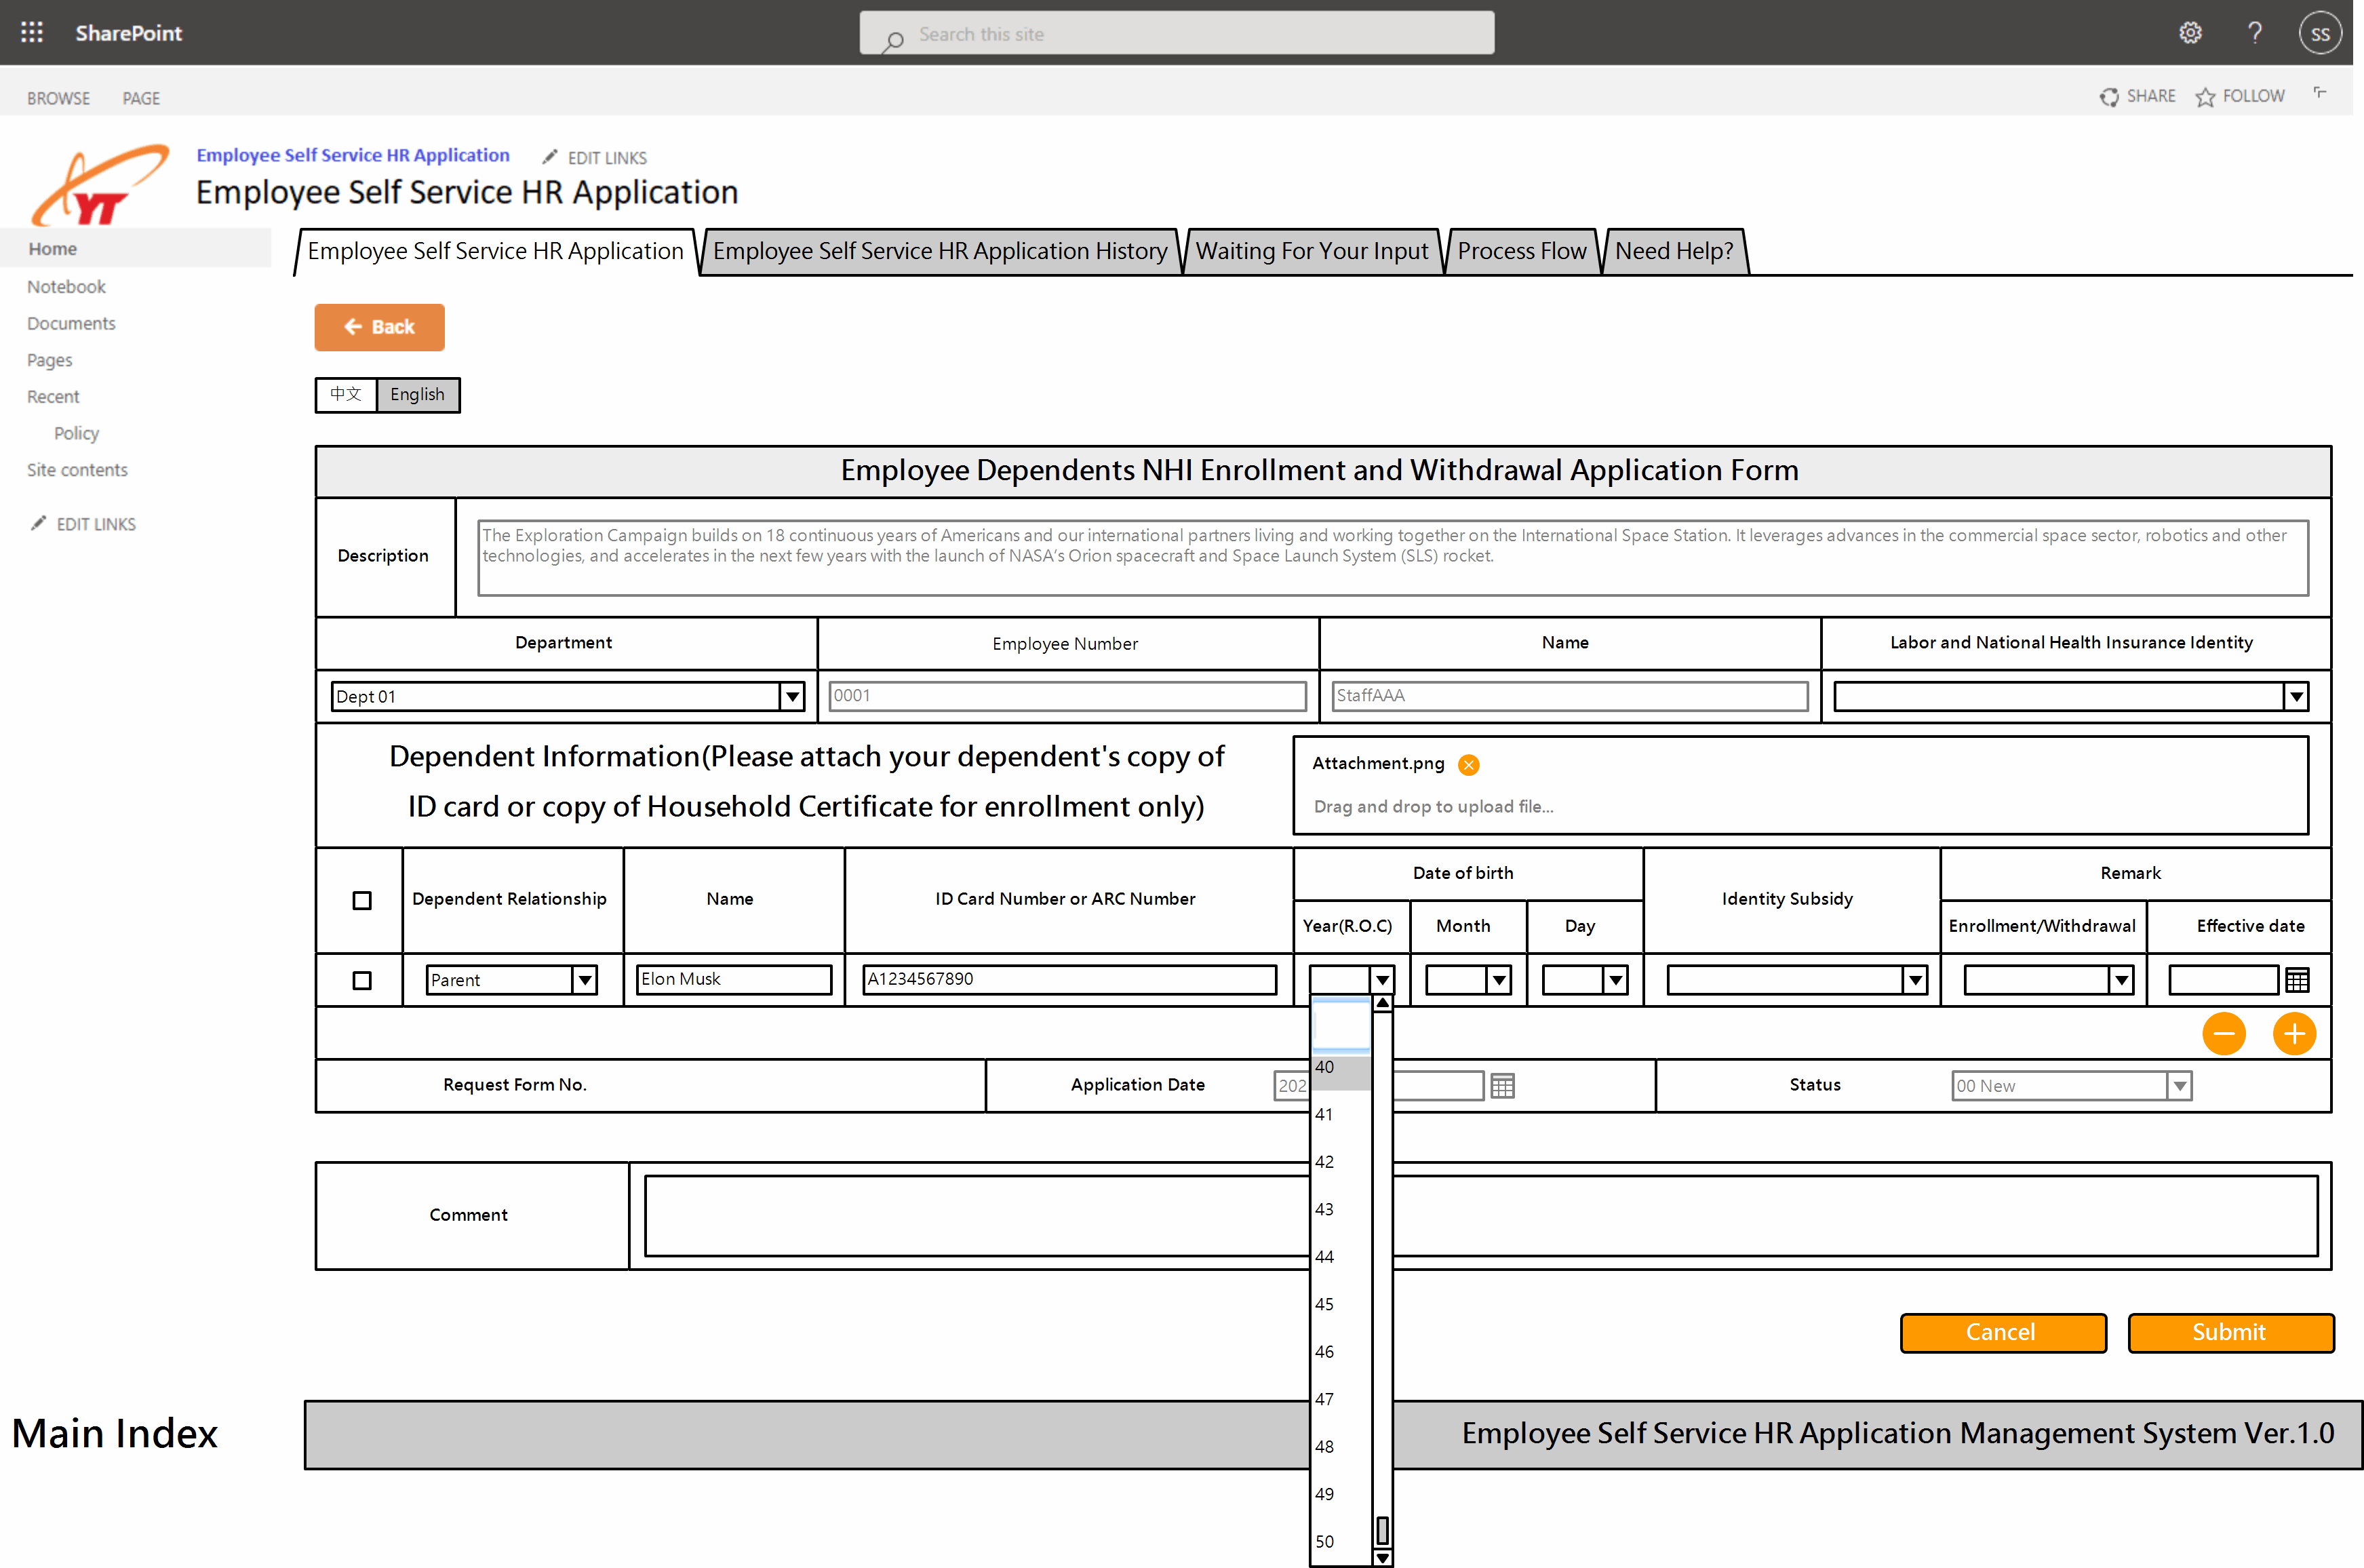 SharePoint
Search this site
SS
BROWSE PAGE
SHARE FOLLOW
YT
Employee Self Service HR Application EDIT LINKS
Employee Self Service HR Application
Home
Notebook
Documents
Pages
Recent
Policy
Site contents
EDIT LINKS
Employee Self Service HR Application Employee Self Service HR Application History Waiting For Your Input Process Flow Need Help?
Back
中文 English
Employee Dependents NHI Enrollment and Withdrawal Application Form
Description
The Exploration Campaign builds on 18 continuous years of Americans and our international partners living and working together on the International Space Station. It leverages advances in the commercial space sector, robotics and other
technologies, and accelerates in the next few years with the launch of NASA’s Orion spacecraft and Space Launch System (SLS) rocket.
Department Employee Number Name Labor and National Health Insurance Identity
Dept 01 0001 StaffAAA
Dependent Information(Please attach your dependent's copy of
ID card or copy of Household Certificate for enrollment only)
Attachment.png
Drag and drop to upload file...
Dependent Relationship Name ID Card Number or ARC Number Date of birth Identity Subsidy Remark
Year(R.O.C) Month Day Enrollment/Withdrawal Effective date
Parent Elon Musk A1234567890
40
41
42
43
44
45
46
47
48
49
50
Request Form No. Application Date 202 Status 00 New
Comment
Cancel Submit
Main Index
Employee Self Service HR Application Management System Ver.1.0